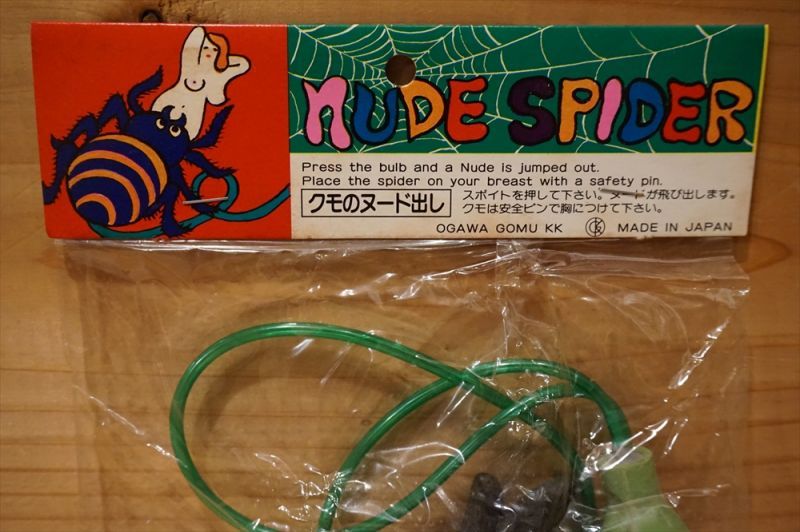 NUDE SPIDER
Press the bulb and a Nude is jumped out.
Place the spider on your breast with a safety pin.
クモのヌード出し
スポイトを押して下さい。ヌードが飛び出します。
クモは安全ピンで胸につけて下さい。
OGAWA GOMU KK MADE IN JAPAN